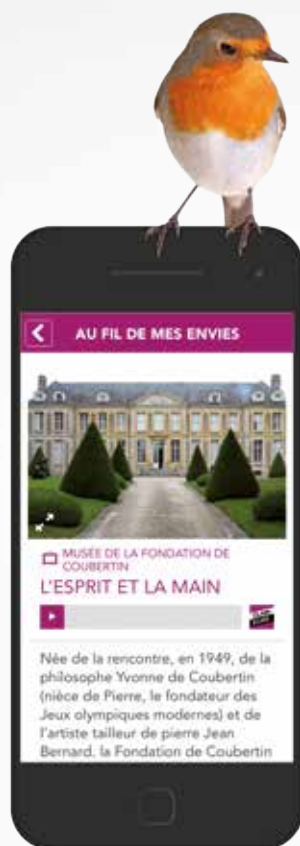 AU FIL DE MES ENVIES
MUSÉE DE LA FONDATION DE
COUBERTIN
L'ESPRIT ET LA MAIN
Née de la rencontre, en 1949, de la
philosophe Yvonne de Coubertin
(nièce de Pierre, le fondateur des
Jeux olympiques modernes) et de
l'artiste tailleur de pierre Jean
Bernard, la Fondation de Coubertin